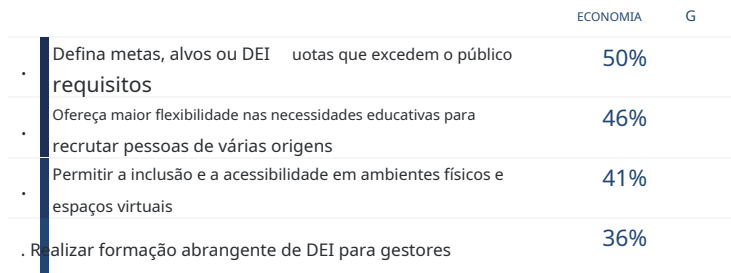 ECONOMIA G
Defina metas, alvos ou DEI uotas que excedem o público 50%
requisitos
Ofereça maior flexibilidade nas necessidades educativas para 46%
recrutar pessoas de várias origens
Permitir a inclusão e a acessibilidade em ambientes físicos e 41%
espaços virtuais
. Realizar formação abrangente de DEI para gestores 36%